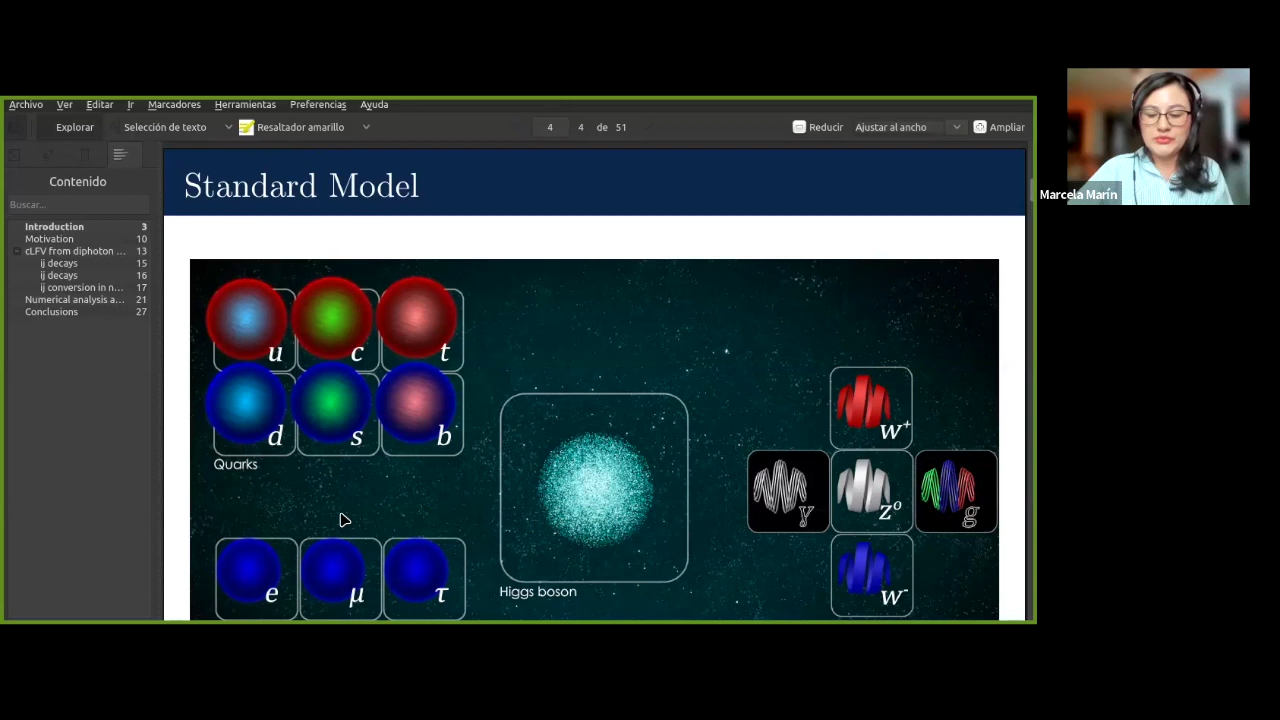 Archivo Ver Editar Ir Marcadores Herramientas Preferencias Ayuda
Explorar Selección de texto Resaltador amarillo 4 4 de 51 Reducir Ajustar al ancho Ampliar
Contenido
Buscar...
Introduction 3
Motivation 10
cLFV from diphoton ... 13
ij decays 15
ij decays 16
ij conversion in n... 17
Numerical analysis a... 21
Conclusions 27
Standard Model
u c t
d s b
Quarks
e μ τ
Higgs boson
W+
γ Z0 g
W-
Marcela Marín